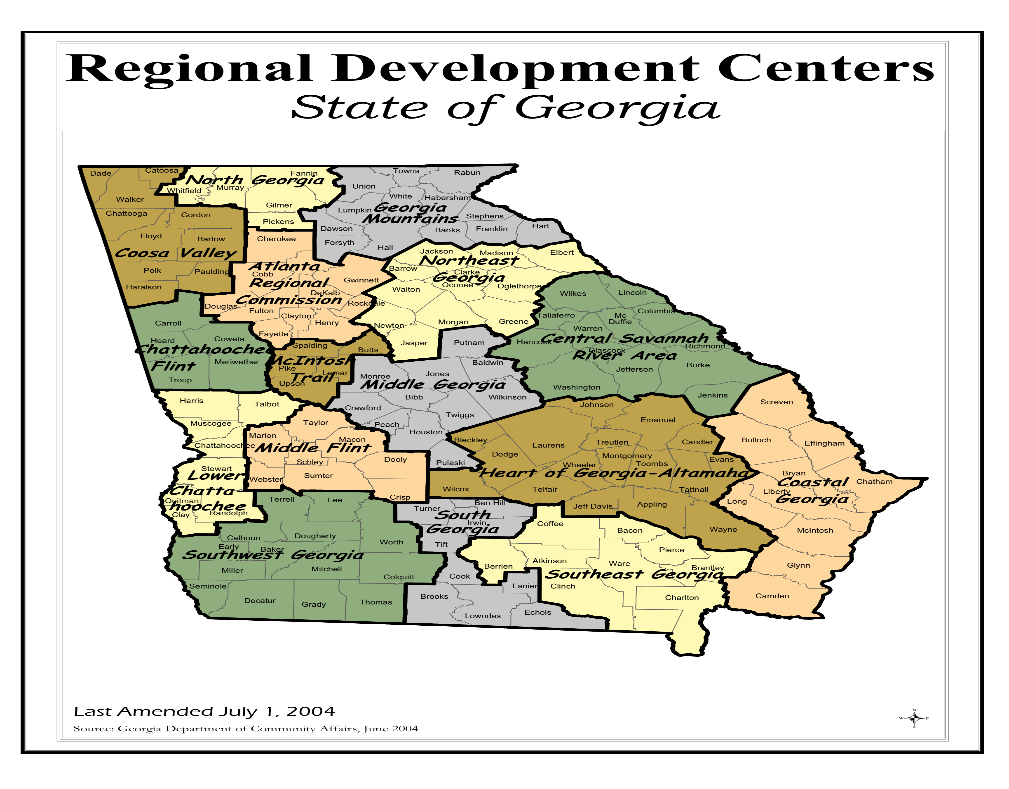 Regional Development Centers
State of Georgia
Dade
Catoosa
Fannin
Towns
Rabun
North Georgia
Whitfield
Murray
Union
Walker
White
Habersham
Gilmer
Lumpkin
Georgia
Mountains
Chattooga
Gordon
Pickens
Stephens
Dawson
Banks
Franklin
Hart
Floyd
Bartow
Cherokee
Forsyth
Hall
Coosa Valley
Jackson
Madison
Elbert
Northeast
Georgia
Polk
Paulding
Atlanta
Regional
Commission
Cobb
Barrow
Clarke
Oconee
Oglethorpe
Gwinnett
Haralson
DeKalb
Walton
Wilkes
Lincoln
Douglas
Fulton
Rockdale
Clayton
Taliaferro
Mc
Duffie
Columbia
Carroll
Henry
Newton
Morgan
Greene
Warren
Heard
Coweta
Fayette
Spalding
Butts
Jasper
Putnam
Hancock
Central Savannah
River Area
Glascock
Richmond
Chattahoochee
Flint
Meriwether
McIntosh
Trail
Pike
Lamar
Baldwin
Jefferson
Burke
Troup
Upson
Monroe
Jones
Middle Georgia
Washington
Bibb
Wilkinson
Jenkins
Harris
Talbot
Crawford
Johnson
Screven
Twiggs
Emanuel
Muscogee
Taylor
Peach
Houston
Marion
Macon
Bleckley
Laurens
Treutlen
Candler
Bulloch
Effingham
Chattahoochee
Middle Flint
Dodge
Montgomery
Evans
Schley
Dooly
Pulaski
Wheeler
Toombs
Stewart
Lower
Chatta-
hoochee
Webster
Sumter
Heart of Georgia-Altamaha
Bryan
Coastal
Georgia
Chatham
Wilcox
Telfair
Tattnall
Liberty
Quitman
Terrell
Lee
Crisp
Ben Hill
Long
Clay
Randolph
Turner
South
Georgia
Jeff Davis
Appling
Irwin
Coffee
Wayne
McIntosh
Calhoun
Dougherty
Bacon
Early
Baker
Worth
Tift
Pierce
Southwest Georgia
Miller
Mitchell
Atkinson
Ware
Brantley
Glynn
Berrien
Colquitt
Cook
Southeast Georgia
Seminole
Lanier
Clinch
Decatur
Grady
Thomas
Brooks
Charlton
Camden
Lowndes
Echols
Last Amended July 1, 2004
Source: Georgia Department of Community Affairs, June 2004